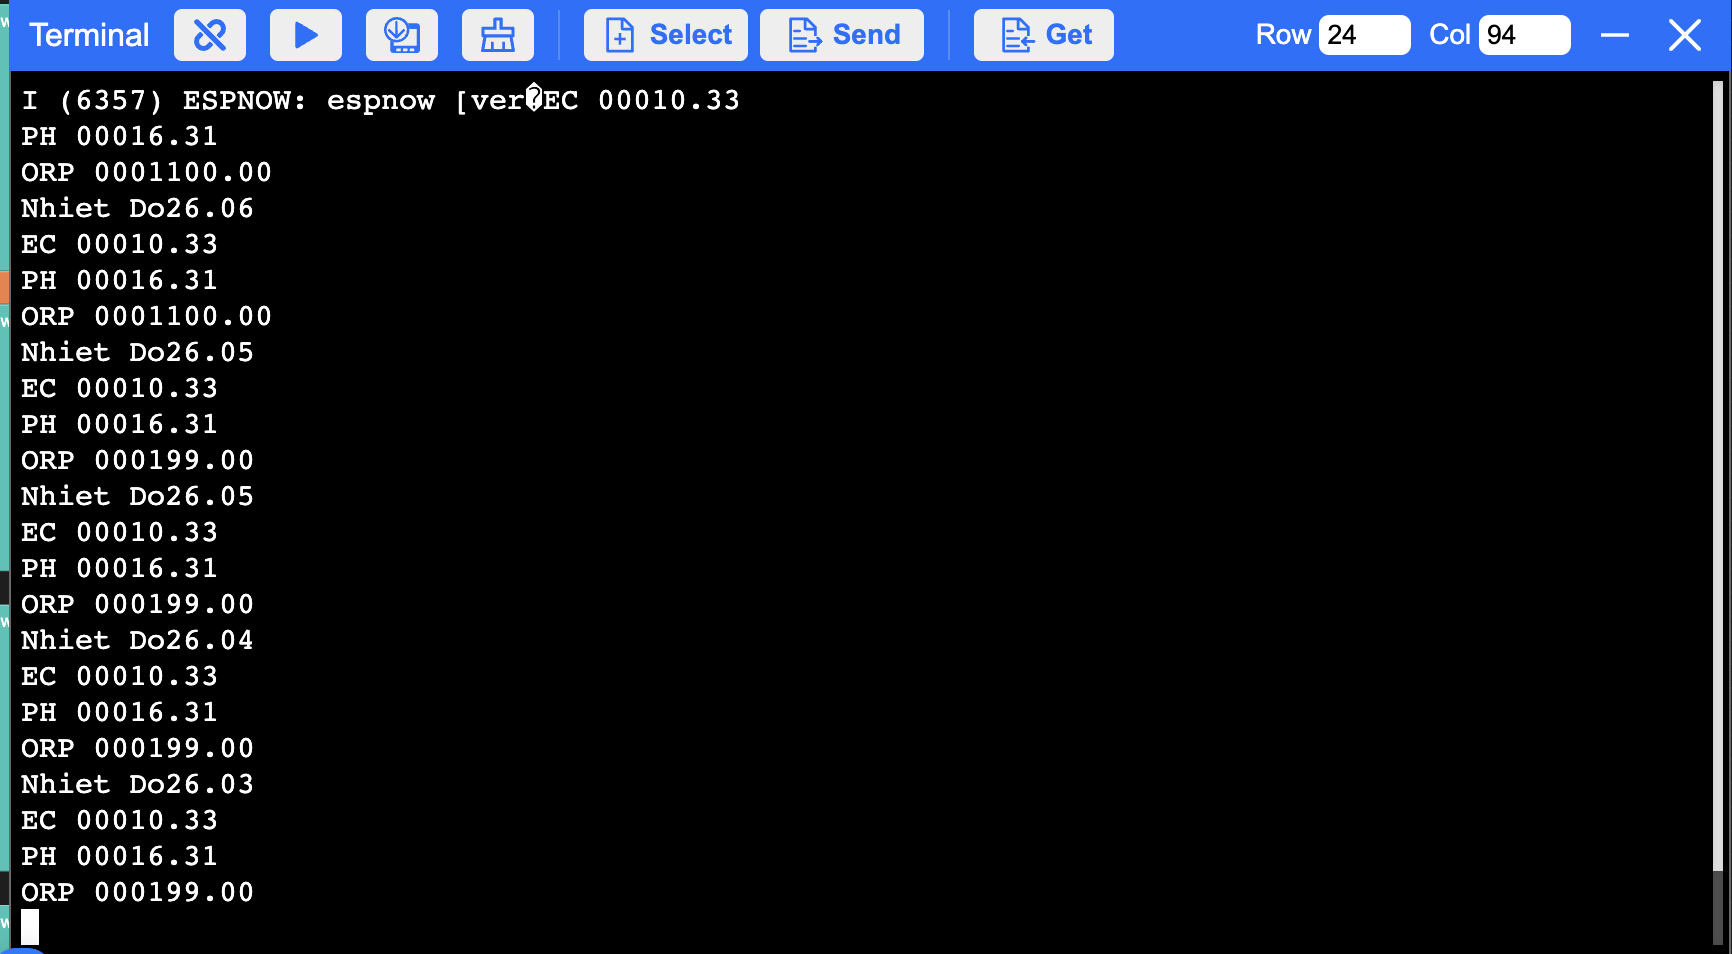 Terminal
Select
Send
Get
Row 24
Col 94
I (6357) ESPNOW: espnow [ver�EC 00010.33
PH 00016.31
ORP 0001100.00
Nhiet Do26.06
EC 00010.33
PH 00016.31
ORP 0001100.00
Nhiet Do26.05
EC 00010.33
PH 00016.31
ORP 000199.00
Nhiet Do26.05
EC 00010.33
PH 00016.31
ORP 000199.00
Nhiet Do26.04
EC 00010.33
PH 00016.31
ORP 000199.00
Nhiet Do26.03
EC 00010.33
PH 00016.31
ORP 000199.00